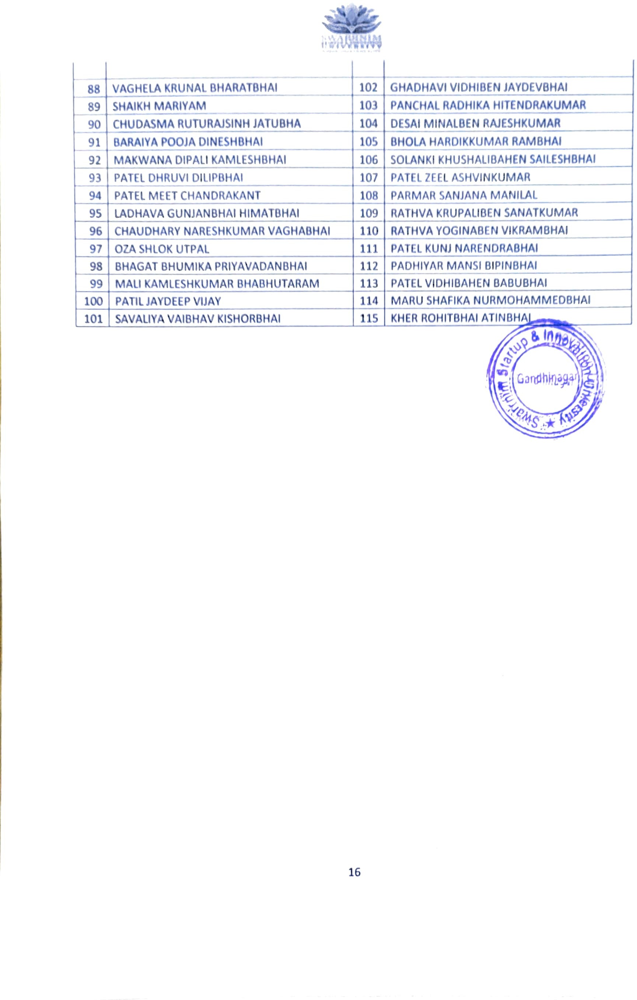 88 VAGHELA KRUNAL BHARATBHAI 102 GHADHAVI VIDHIBEN JAYDEVBHAI
89 SHAIKH MARIYAM 103 PANCHAL RADHIKA HITENDRAKUMAR
90 CHUDASMA RUTURAJSINH JATUBHA 104 DESAI MINALBEN RAJESHKUMAR
91 BARAIYA POOJA DINESHBHAI 105 BHOLA HARDIKKUMAR RAMBHAI
92 MAKWANA DIPALI KAMLESHBHAI 106 SOLANKI KHUSHALIBAHEN SAILESHBHAI
93 PATEL DHRUVI DILIPBHAI 107 PATEL ZEEL ASHVINKUMAR
94 PATEL MEET CHANDRAKANT 108 PARMAR SANJANA MANILAL
95 LADHAVA GUNJANBHAI HIMATBHAI 109 RATHVA KRUPALIBEN SANATKUMAR
96 CHAUDHARY NARESHKUMAR VAGHABHAI 110 RATHVA YOGINABEN VIKRAMBHAI
97 OZA SHLOK UTPAL 111 PATEL KUNJ NARENDRABHAI
98 BHAGAT BHUMIKA PRIYAVADANBHAI 112 PADHIYAR MANSI BIPINBHAI
99 MALI KAMLESHKUMAR BHABHUTARAM 113 PATEL VIDHIBAHEN BABUBHAI
100 PATIL JAYDEEP VIJAY 114 MARU SHAFIKA NURMOHAMMEDBHAI
101 SAVALIYA VAIBHAV KISHORBHAI 115 KHER ROHITBHAI ATINBHAI
Swarrnim Startup & Innovation University
Gandhinagar
16